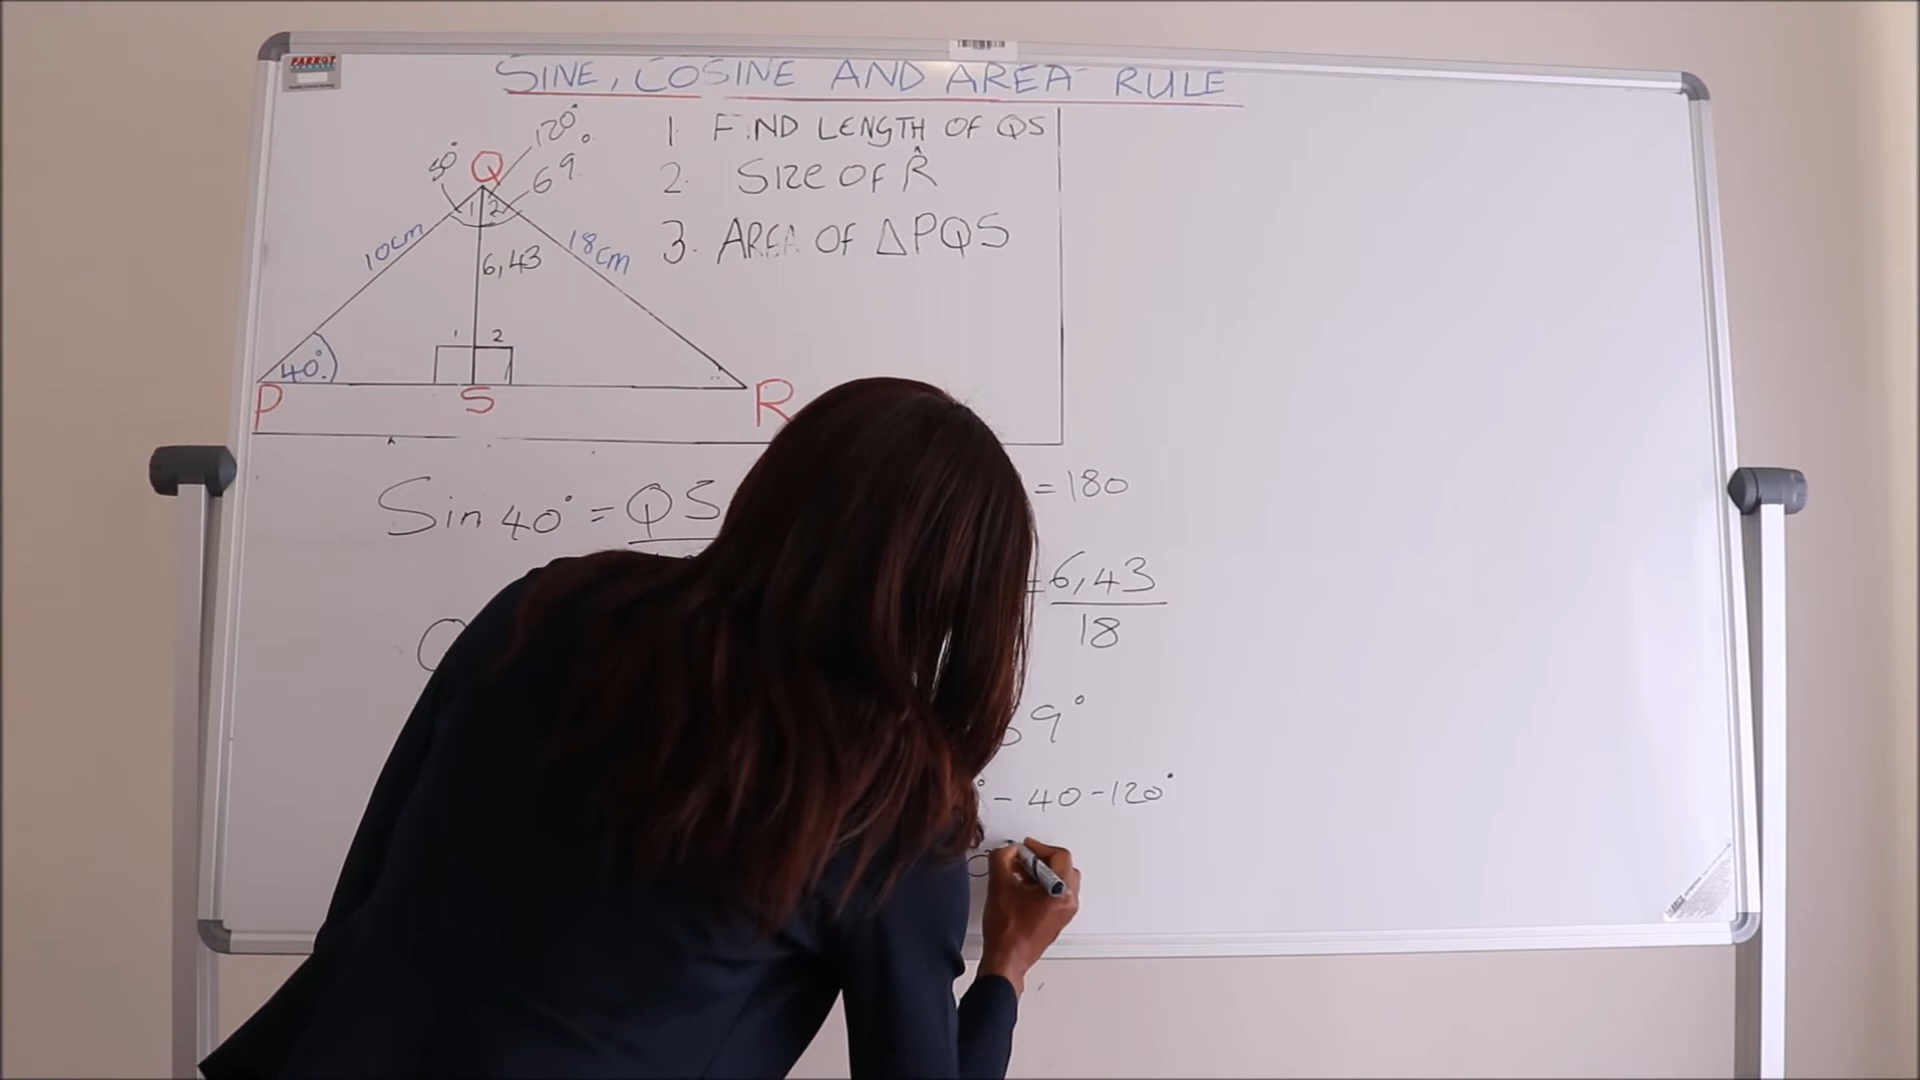 PARROT
SINE, COSINE AND AREA RULE
120°
50°
Q
69°
1 2
10cm
18cm
6,43
1 2
40°
P
S
R
1. FIND LENGTH OF QS
2. SIZE OF R̂
3. AREA OF △PQS
Sin 40° = QS
= 180
= 6,43
18
9°
- 40 - 120°